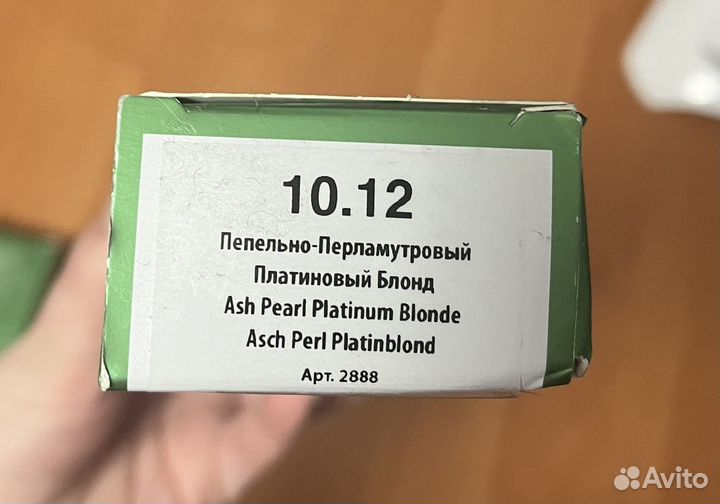 10.12
Пепельно-Перламутровый
Платиновый Блонд
Ash Pearl Platinum Blonde
Asch Perl Platinblond
Арт. 2888
Avito